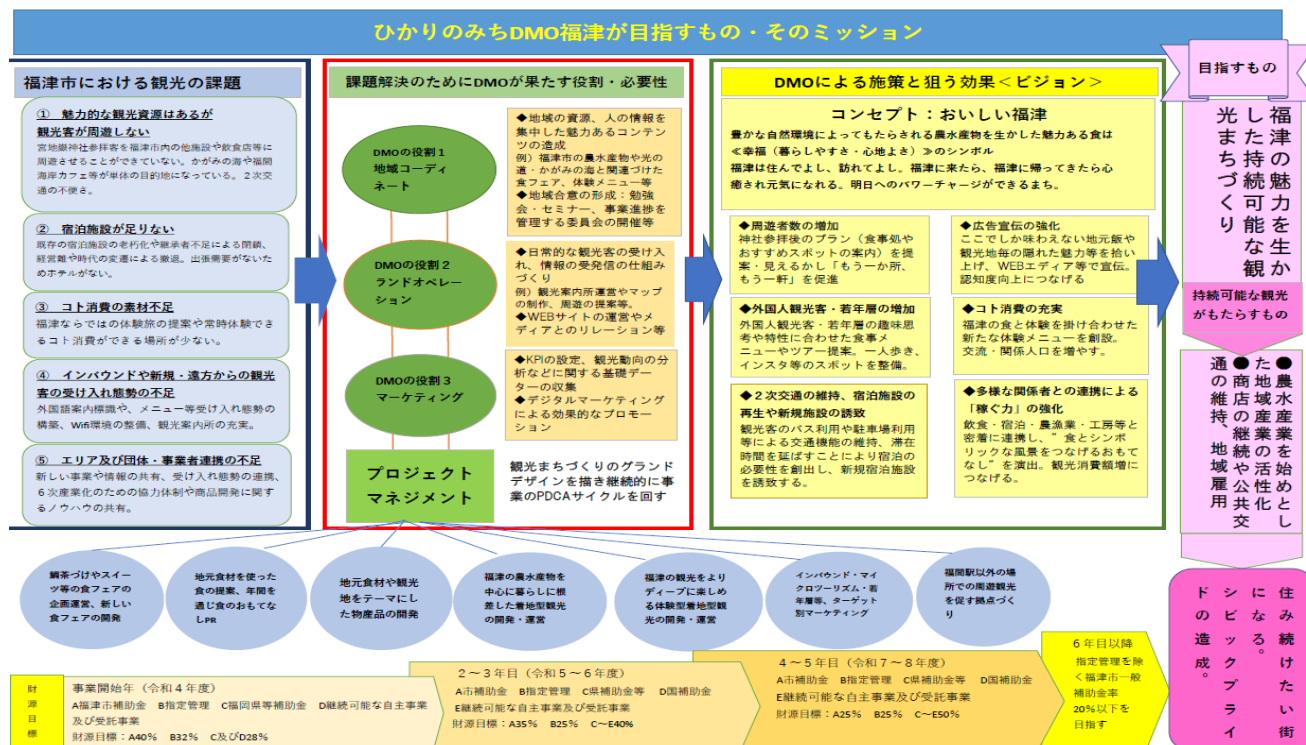 ひかりのみちDMO福津が目指すもの・そのミッション
福津市における観光の課題
① 魅力的な観光資源はあるが
観光客が周遊しない
宮地嶽神社参拝客を福津市内の他施設や飲食店等に
周遊させることができていない。かがみの海や福間
海岸カフェ等が単体の目的地になっている。２次交
通の不便さ。
② 宿泊施設が足りない
既存の宿泊施設の老朽化や継承者不足による閉鎖、
経営難や時代の変遷による撤退。出張需要がないた
めホテルがない。
③ コト消費の素材不足
福津ならではの体験旅の提案や常時体験でき
るコト消費ができる場所が少ない。
④ インバウンドや新規・遠方からの観光
客の受け入れ態勢の不足
外国語案内標識や、メニュー等受け入れ態勢の
構築、Wifi環境の整備、観光案内所の充実。
⑤ エリア及び団体・事業者連携の不足
新しい事業や情報の共有、受け入れ態勢の連携、
６次産業化のための協力体制や商品開発に関す
るノウハウの共有。
課題解決のためにDMOが果たす役割・必要性
DMOの役割１
地域コーディ
ネート
◆地域の資源、人の情報を
集中した魅力あるコンテン
ツの造成
例）福津市の農水産物や光の
道・かがみの海と関連づけた
食フェア、体験メニュー等
◆地域合意の形成：勉強
会・セミナー、事業進捗を
管理する委員会の開催等
DMOの役割２
ランドオペレー
ション
◆日常的な観光客の受け入
れ、情報の受発信の仕組み
づくり
例）観光案内所運営やマップ
の制作、周遊の提案等。
◆WEBサイトの運営やメ
ディアとのリレーション等
DMOの役割３
マーケティング
◆KPIの設定、観光動向の分
析などに関する基礎デー
ターの収集
◆デジタルマーケティング
による効果的なプロモー
ション
プロジェクト
マネジメント
観光まちづくりのグランド
デザインを描き継続的に事
業のPDCAサイクルを回す
DMOによる施策と狙う効果＜ビジョン＞
コンセプト：おいしい福津
豊かな自然環境によってもたらされる農水産物を生かした魅力ある食は
≪幸福（暮らしやすさ・心地よさ）≫のシンボル
福津は住んでよし、訪れてよし。福津に来たら、福津に帰ってきたら心
癒され元気になれる。明日へのパワーチャージができるまち。
◆周遊者数の増加
神社参拝後のプラン（食事処や
おすすめスポットの案内）を提
案・見えるかし「もう一か所、
もう一軒」を促進
◆広告宣伝の強化
ここでしか味わえない地元飯や
観光地毎の隠れた魅力等を拾い
上げ、WEBエディア等で宣伝。
認知度向上につなげる
◆外国人観光客・若年層の増加
外国人観光客・若年層の趣味思
考や特性に合わせた食事メ
ニューやツアー提案。一人歩き、
インスタ等のスポットを整備。
◆コト消費の充実
福津の食と体験を掛け合わせた
新たな体験メニューを創設。
交流・関係人口を増やす。
◆２次交通の維持、宿泊施設の
再生や新規施設の誘致
観光客のバス利用や駐車場利用
等による交通機能の維持、滞在
時間を延ばすことにより宿泊
の必要性を創出し、新規宿泊施設
を誘致する。
◆多様な関係者との連携による
「稼ぐ力」の強化
飲食・宿泊・農漁業・工房等と
密着に連携し、”食とシンボ
リックな風景をつなげるおもて
なし”を演出。観光消費額増に
つなげる。
目指すもの
福津の魅力を生か
した持続可能な観
光まちづくり
持続可能な観光
がもたらすもの
●農水産業を始めとし
た地域産業の活性化
●商店の継続や公共交
通の維持、地域雇用
住み続けたい街
になる。
シビックプライ
ドの造成。
鯛茶づけやスイー
ツ等の食フェアの
企画運営、新しい
食フェアの開発
地元食材を使った
食の提案、年間を
通じ食のおもてな
しPR
地元食材や観光
地をテーマにし
た物産品の開発
福津の農水産物を
中心に暮らしに根
差した着地型観光
の開発・運営
福津の観光をより
ディープに楽しめ
る体験型着地型観
光の開発・運営
インバウンド・マイ
クロツーリズム・若
年層等、ターゲット
別マーケティング
福間駅以外の場
所での周遊観光
を促す拠点づく
り
財源目標
事業開始年（令和４年度）
A福津市補助金 B指定管理 C福岡県等補助金 D継続可能な自主事業
及び受託事業
財源目標：A40％ B32％ C及びD28％
２～３年目（令和５～６年度）
A市補助金 B指定管理 C県補助金等 D国補助金
E継続可能な自主事業及び受託事業
財源目標：A35％ B25％ C～E40％
４～５年目（令和７～８年度）
A市補助金 B指定管理 C県補助金等 D国補助金
E継続可能な自主事業及び受託事業
財源目標：A25％ B25％ C～E50％
６年目以降
指定管理を除
く福津市一般
補助金率
20％以下を
目指す